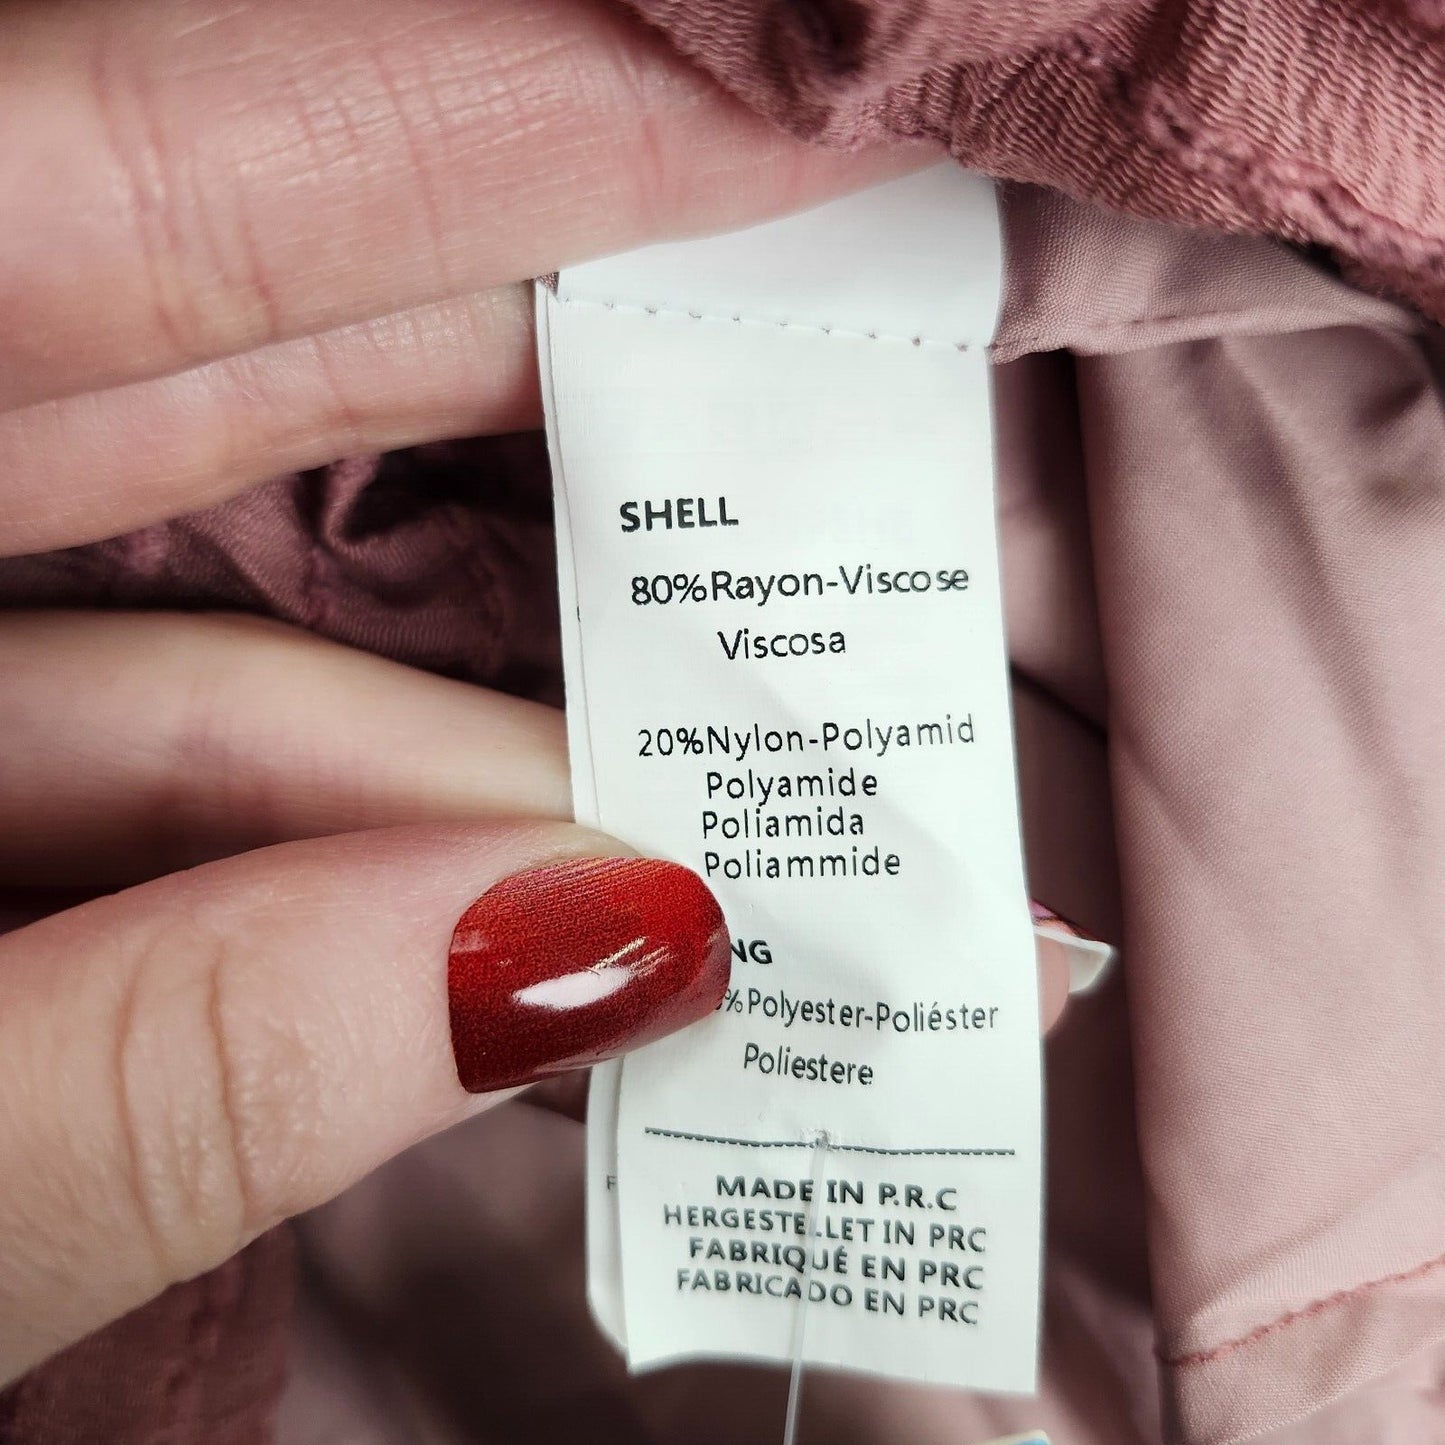 SHELL
80%Rayon-Viscose
Viscosa
20%Nylon-Polyamid
Polyamide
Poliamida
Poliammide
NG
%Polyester-Poliéster
Poliestere
MADE IN P.R.C
HERGESTELLET IN PRC
FABRIQUÉ EN PRC
FABRICADO EN PRC
F